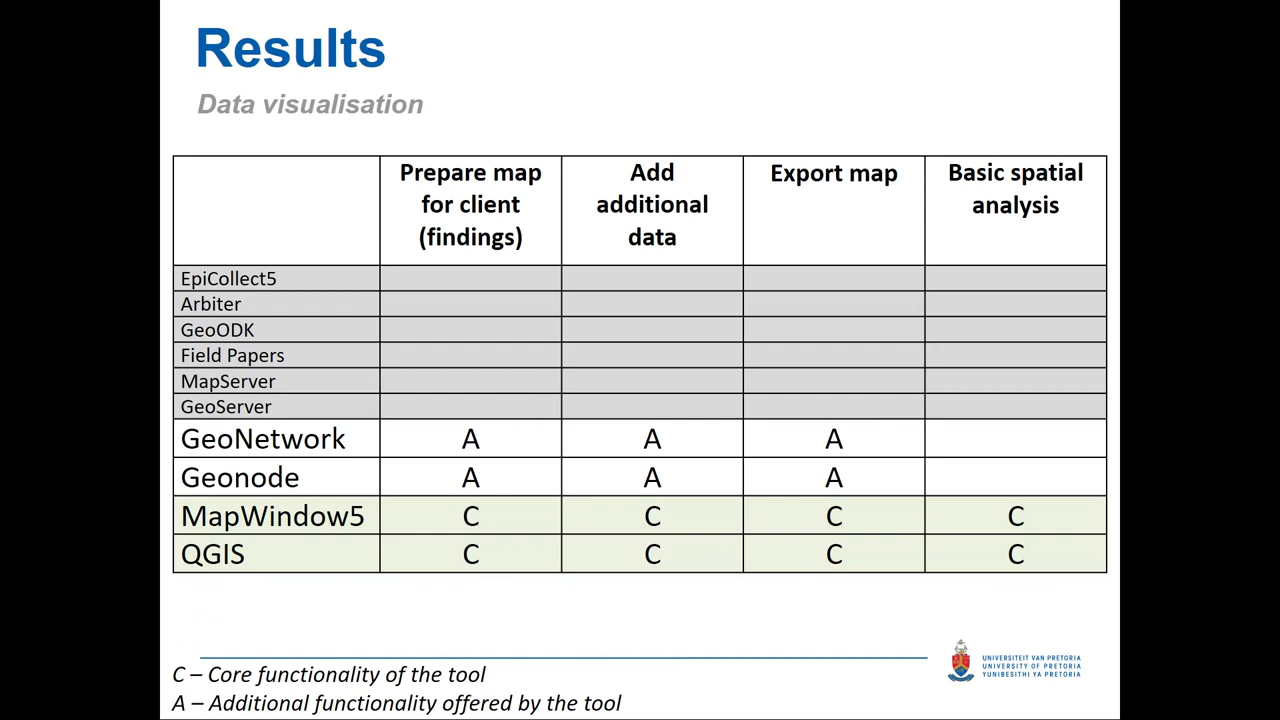 Results
Data visualisation
Prepare map for client (findings) Add additional data Export map Basic spatial analysis
EpiCollect5
Arbiter
GeoODK
Field Papers
MapServer
GeoServer
GeoNetwork A A A
Geonode A A A
MapWindow5 C C C C
QGIS C C C C
C – Core functionality of the tool
A – Additional functionality offered by the tool
UNIVERSITEIT VAN PRETORIA
UNIVERSITY OF PRETORIA
YUNIBESITHI YA PRETORIA